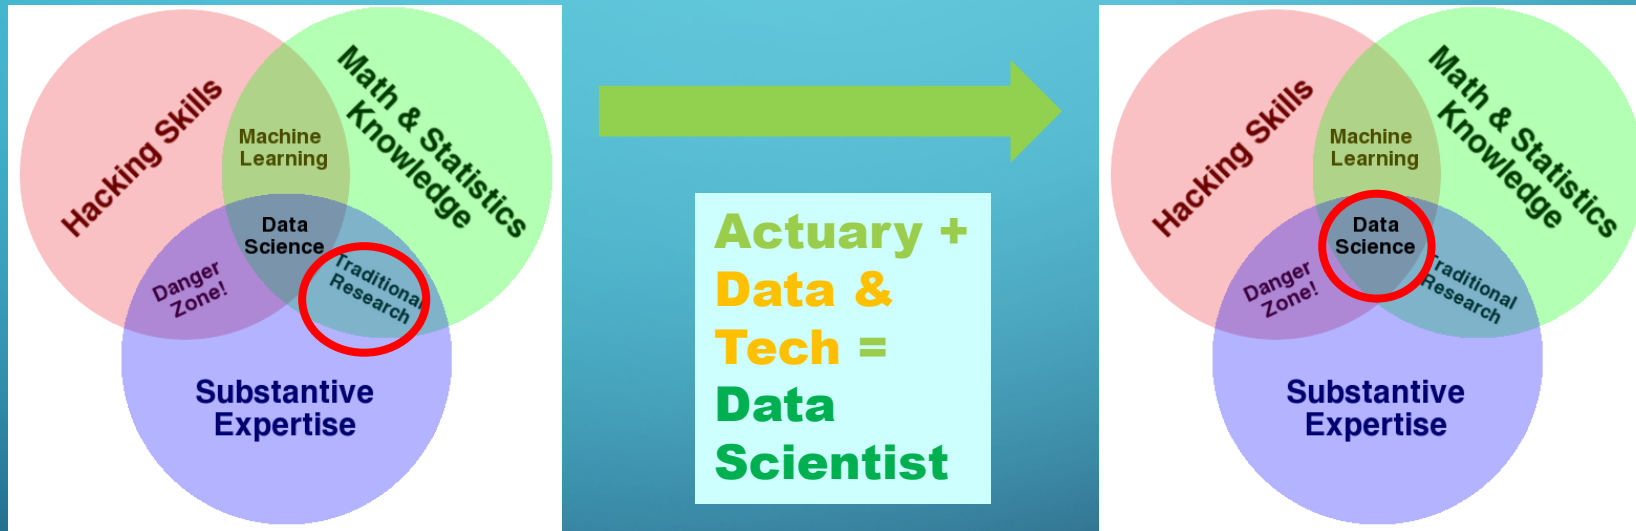 Hacking Skills
Math & Statistics
Knowledge
Machine
Learning
Data
Science
Danger
Zone!
Traditional
Research
Substantive
Expertise
Actuary +
Data &
Tech =
Data
Scientist
Hacking Skills
Math & Statistics
Knowledge
Machine
Learning
Data
Science
Danger
Zone!
Traditional
Research
Substantive
Expertise